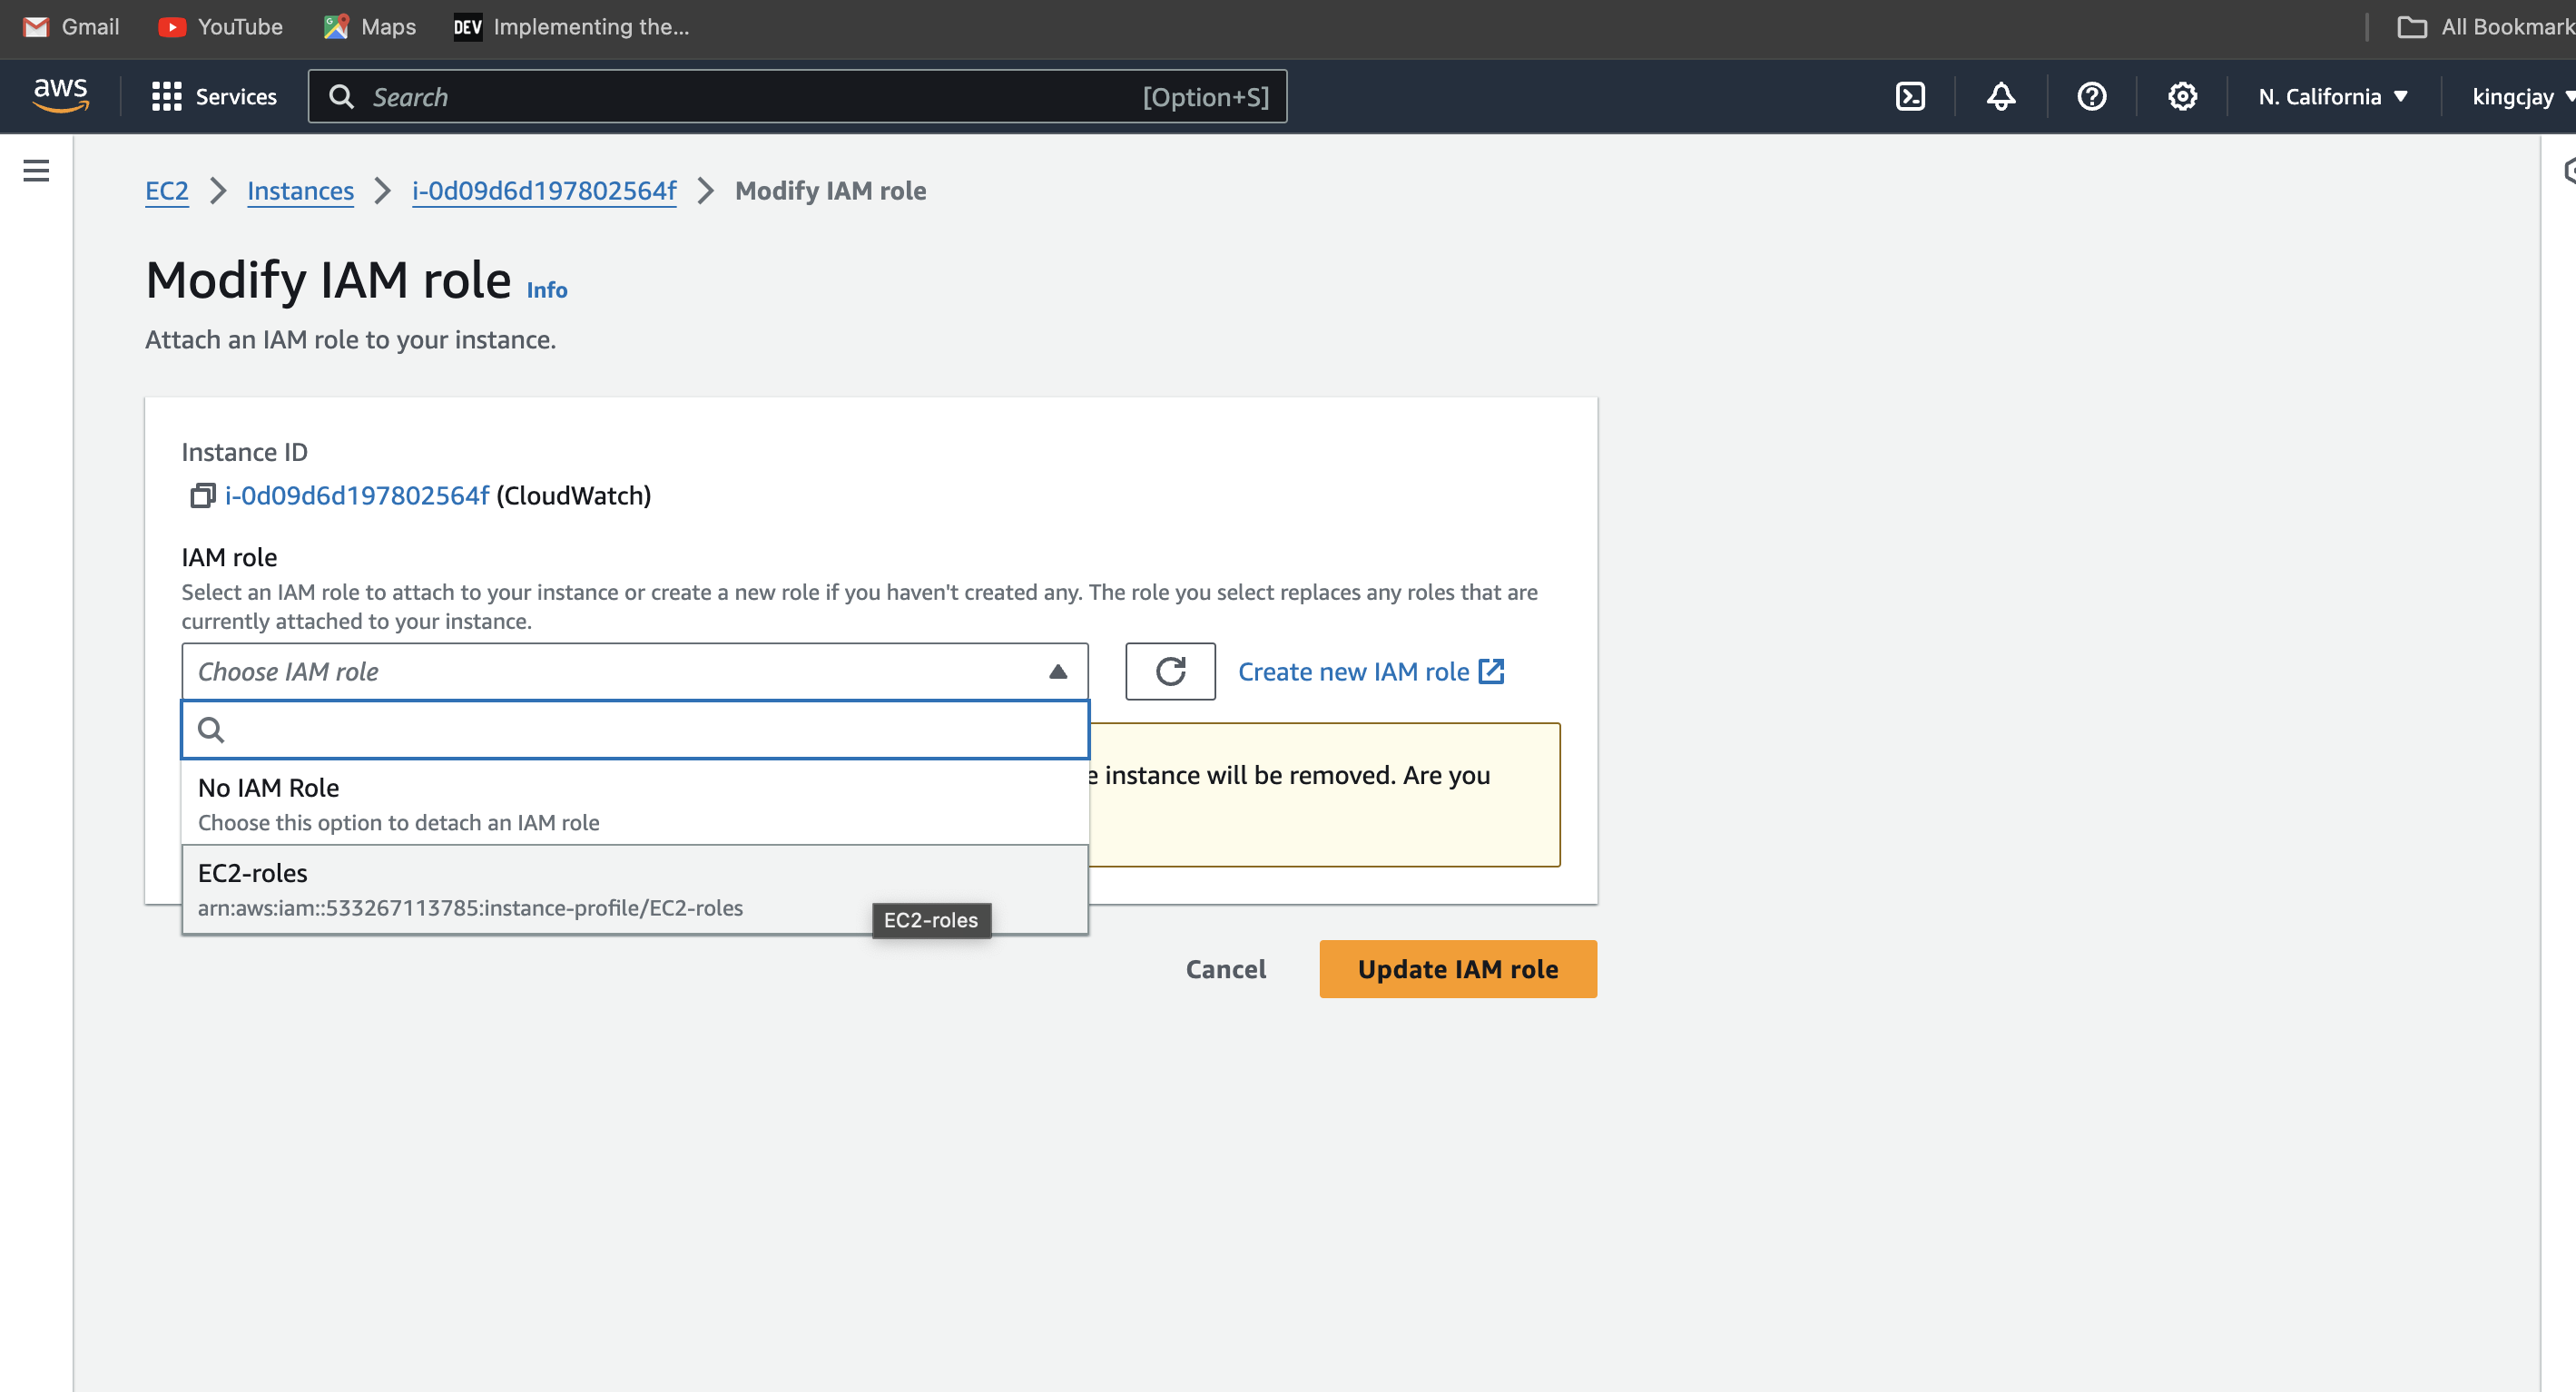 Gmail YouTube Maps DEV Implementing the... All Bookmark
aws Services Search [Option+S] N. California kingcjay
EC2 Instances i-0d09d6d197802564f Modify IAM role
Modify IAM role Info
Attach an IAM role to your instance.
Instance ID
i-0d09d6d197802564f (CloudWatch)
IAM role
Select an IAM role to attach to your instance or create a new role if you haven't created any. The role you select replaces any roles that are
currently attached to your instance.
Choose IAM role Create new IAM role
No IAM Role
e instance will be removed. Are you
Choose this option to detach an IAM role
EC2-roles
arn:aws:iam::533267113785:instance-profile/EC2-roles
EC2-roles
Cancel Update IAM role